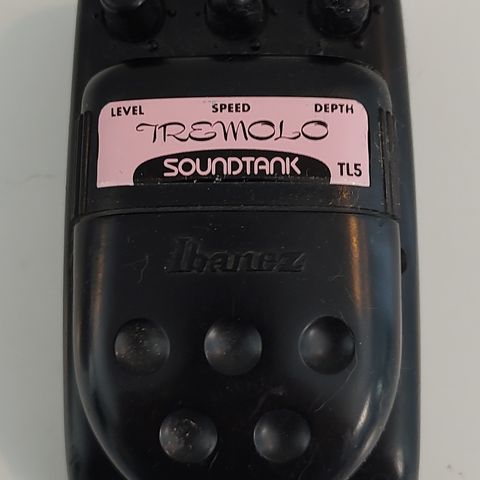 LEVEL SPEED DEPTH
TREMOLO
SOUNDTANK TL5
Ibanez